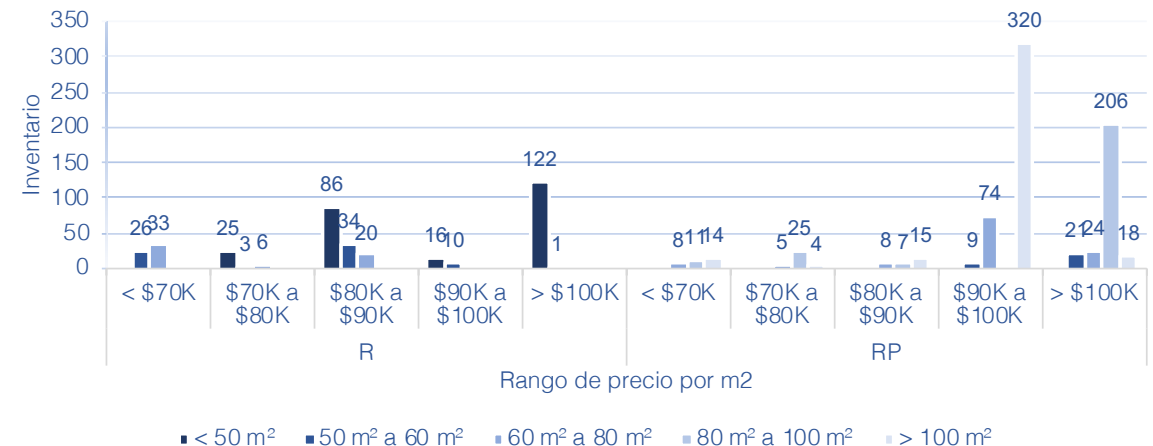 350
300
250
200
150
100
50
0
Inventario
26 33
25 3 6
86 34 20
16 10
122 1
8 11 14
5 25 4
8 7 15
9 74 320
21 24 206 18
< $70K $70K a $80K $80K a $90K $90K a $100K > $100K < $70K $70K a $80K $80K a $90K $90K a $100K > $100K
R RP
Rango de precio por m2
< 50 m² 50 m² a 60 m² 60 m² a 80 m² 80 m² a 100 m² > 100 m²